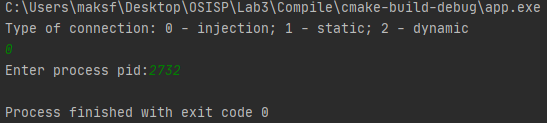 C:\Users\maksf\Desktop\OSISP\Lab3\Compile\cmake-build-debug\app.exe
Type of connection: 0 - injection; 1 - static; 2 - dynamic
0
Enter process pid:2732
Process finished with exit code 0